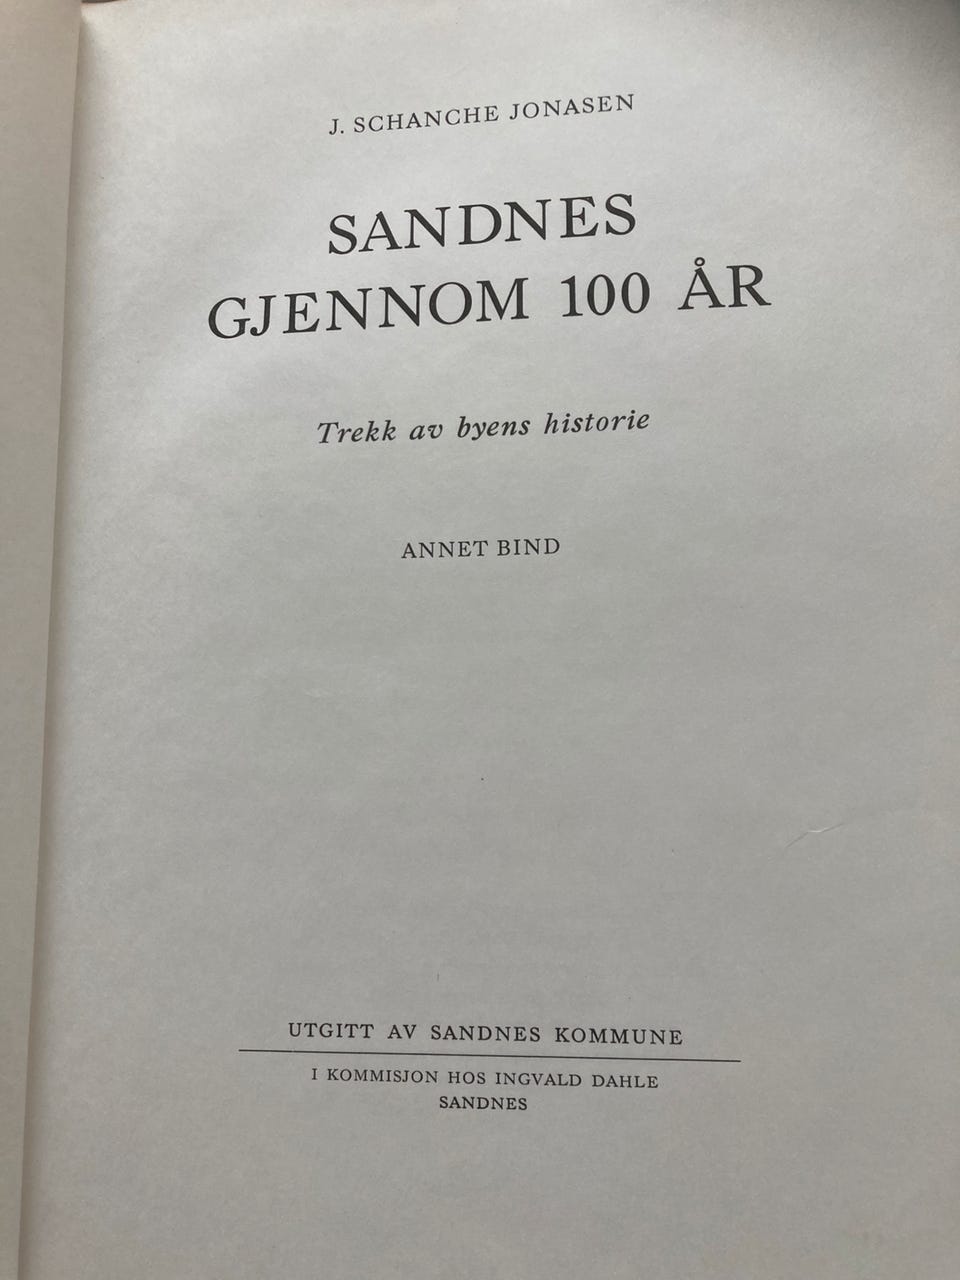 J. SCHANCHE JONASEN
SANDNES
GJENNOM 100 ÅR
Trekk av byens historie
ANNET BIND
UTGITT AV SANDNES KOMMUNE
I KOMMISJON HOS INGVALD DAHLE
SANDNES